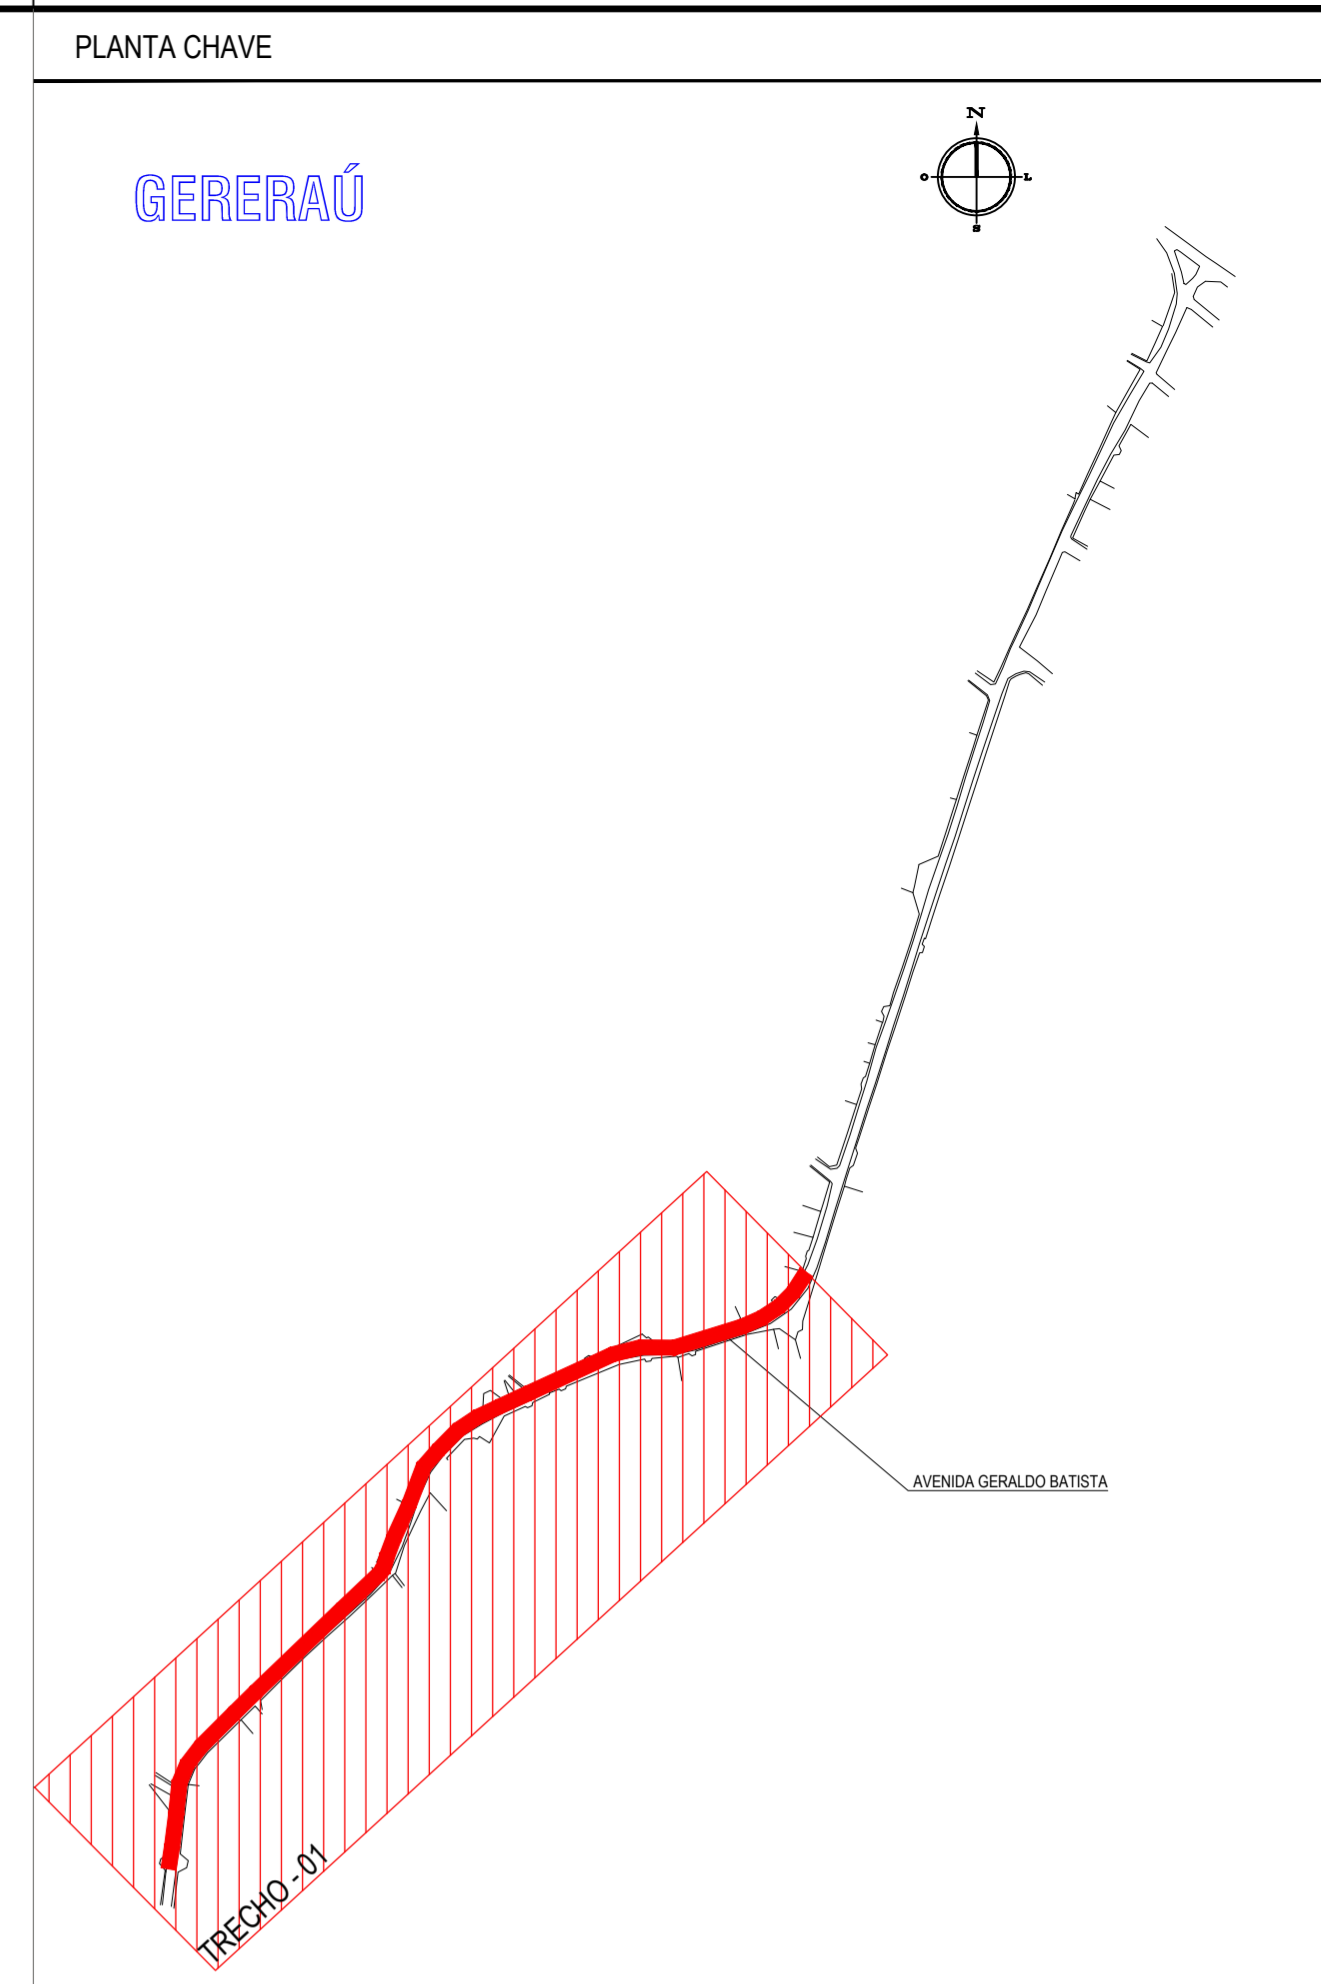 PLANTA CHAVE
GERERAÚ
N
O
L
S
AVENIDA GERALDO BATISTA
TRECHO - 01